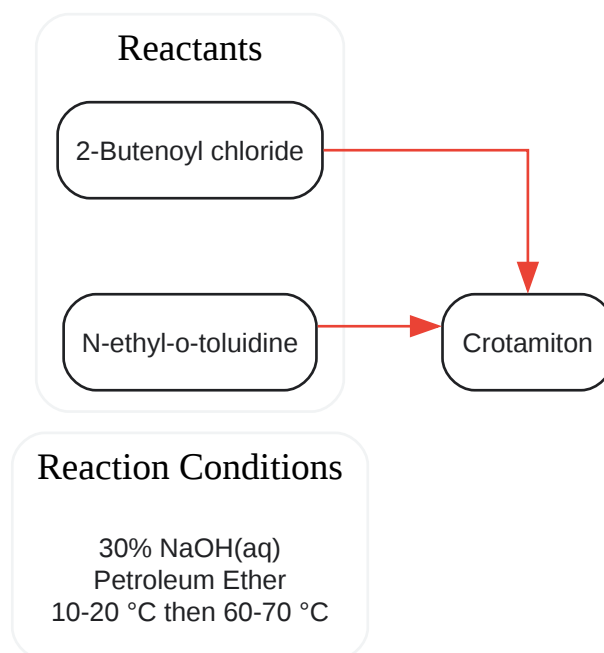 Reactants
2-Butenoyl chloride
N-ethyl-o-toluidine
Crotamiton
Reaction Conditions
30% NaOH(aq)
Petroleum Ether
10-20 °C then 60-70 °C